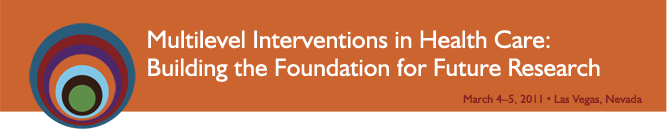 Multilevel Interventions in Health Care:
Building the Foundation for Future Research
March 4–5, 2011 • Las Vegas, Nevada